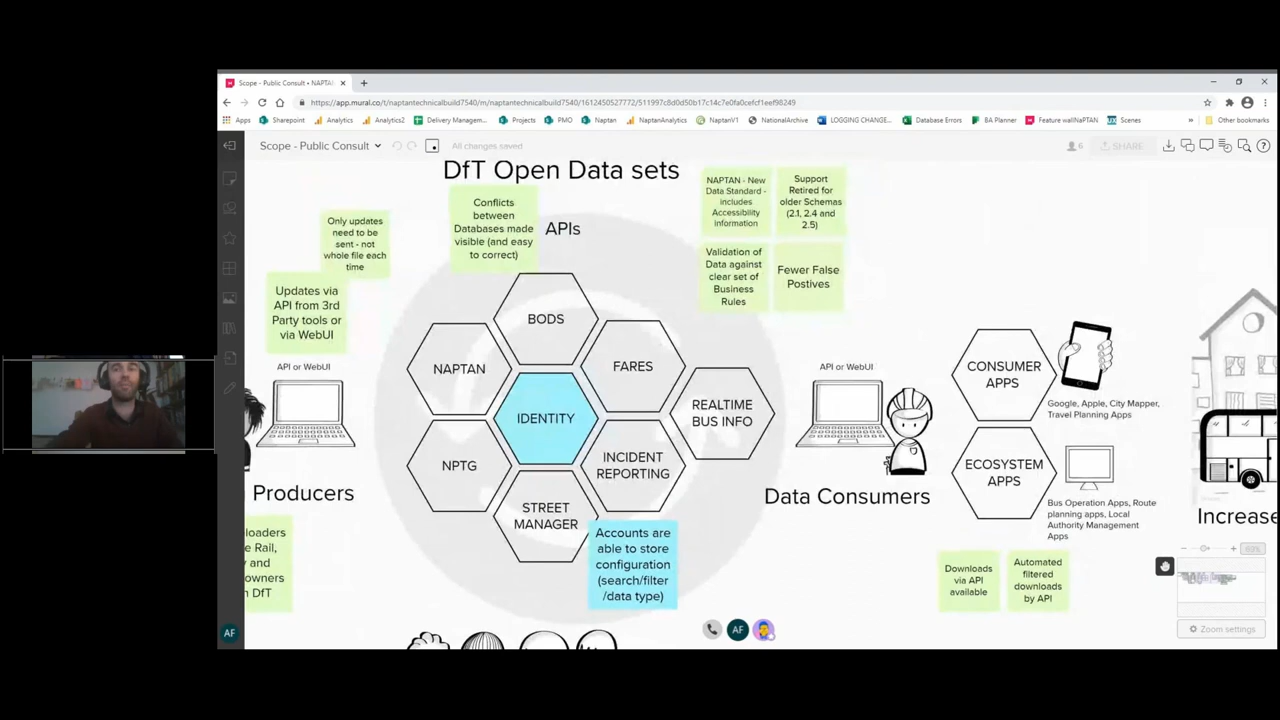 Scope - Public Consult • NAPTA
https://app.mural.co/t/naptantechnicalbuild7540/m/naptantechnicalbuild7540/1612450527772/511997c8d0d50b17c14c7e0fa0cefcf1eef98249
Apps
Sharepoint
Analytics
Analytics2
Delivery Managem...
Projects
PMO
Naptan
NaptanAnalytics
NaptanV1
NationalArchive
LOGGING CHANGE...
Database Errors
BA Planner
Feature wallNaPTAN
Scenes
Other bookmarks
Scope - Public Consult
All changes saved
6
SHARE
DfT Open Data sets
APIs
Only updates
need to be
sent - not
whole file each
time
Conflicts
between
Databases made
visible (and easy
to correct)
NAPTAN - New
Data Standard -
includes
Accessibility
information
Support
Retired for
older Schemas
(2.1, 2.4 and
2.5)
Updates via
API from 3rd
Party tools or
via WebUI
Validation of
Data against
clear set of
Business
Rules
Fewer False
Postives
API or WebUI
BODS
NAPTAN
FARES
IDENTITY
REALTIME
BUS INFO
NPTG
INCIDENT
REPORTING
STREET
MANAGER
API or WebUI
CONSUMER
APPS
Google, Apple, City Mapper,
Travel Planning Apps
ECOSYSTEM
APPS
Bus Operation Apps, Route
planning apps, Local
Authority Management
Apps
Producers
Data Consumers
Increase
loaders
e Rail,
y and
owners
n DfT
Accounts are
able to store
configuration
(search/filter
/data type)
Downloads
via API
available
Automated
filtered
downloads
by API
Zoom settings
AF
AF